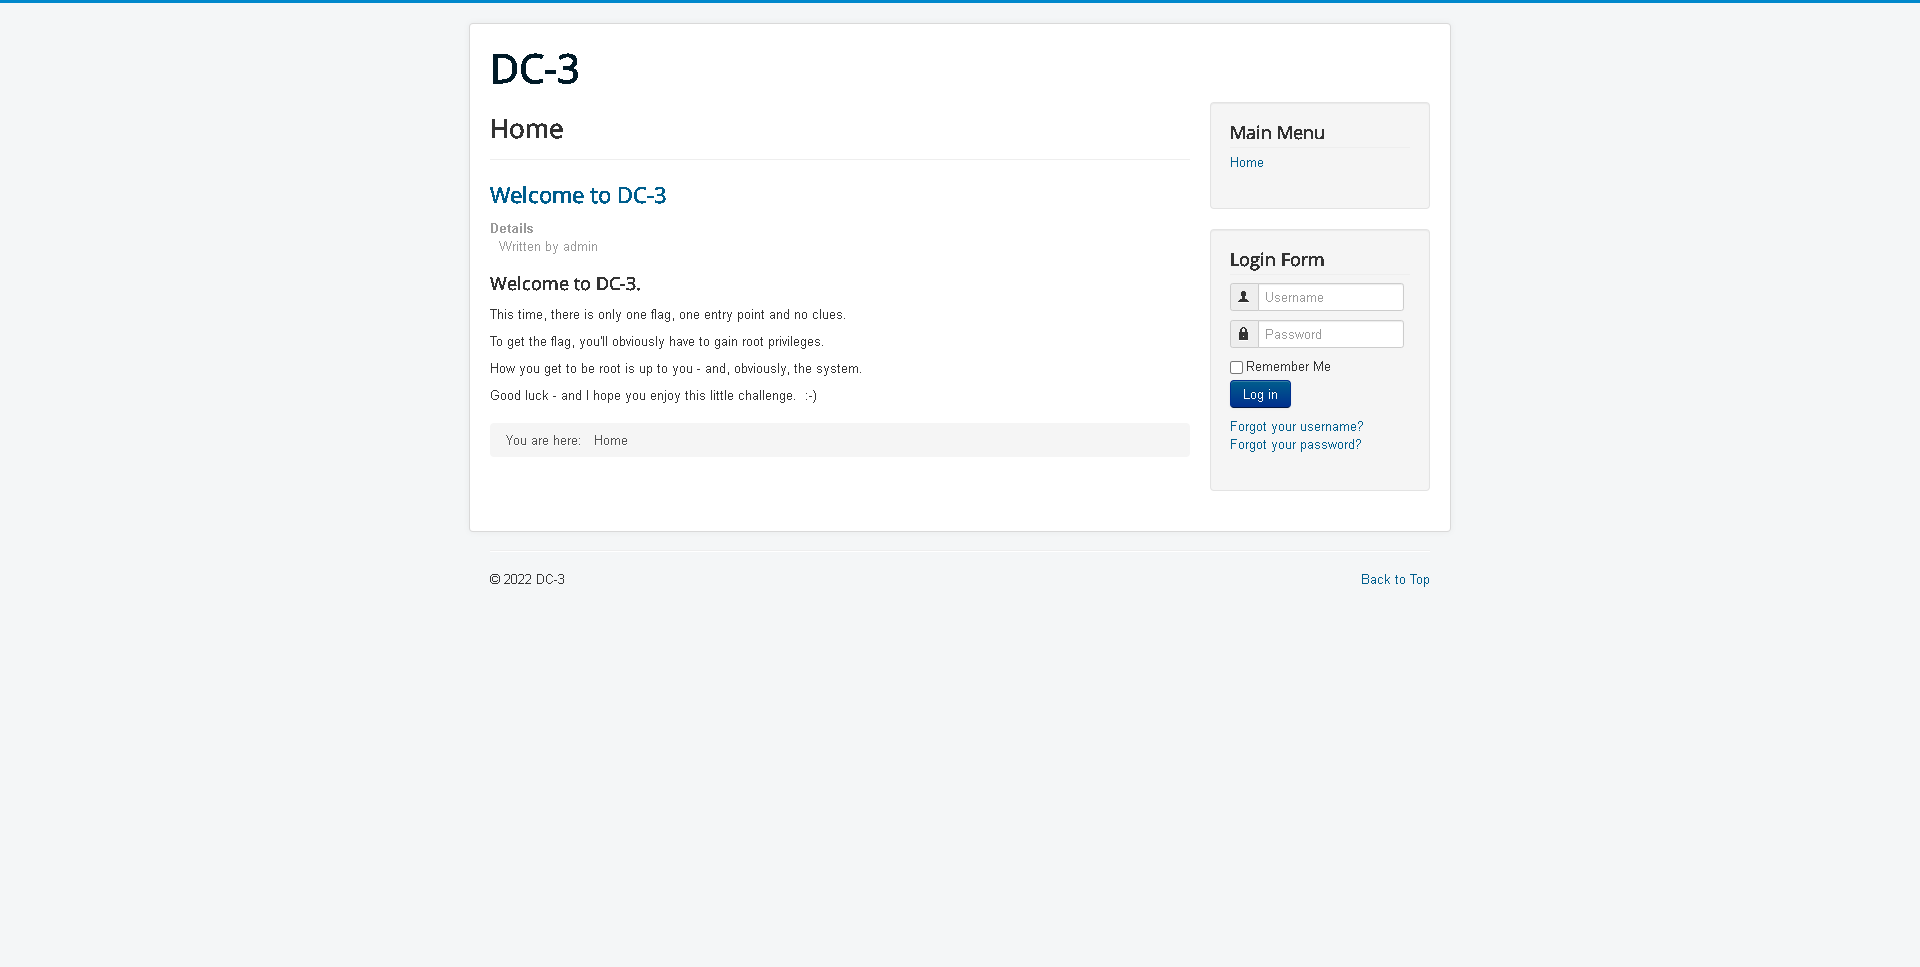 DC-3
Home
Welcome to DC-3
Details
Written by admin
Welcome to DC-3.
This time, there is only one flag, one entry point and no clues.
To get the flag, you'll obviously have to gain root privileges.
How you get to be root is up to you - and, obviously, the system.
Good luck - and I hope you enjoy this little challenge.  :-)
You are here: Home
Main Menu
Home
Login Form
Username
Password
Remember Me
Log in
Forgot your username?
Forgot your password?
© 2022 DC-3
Back to Top